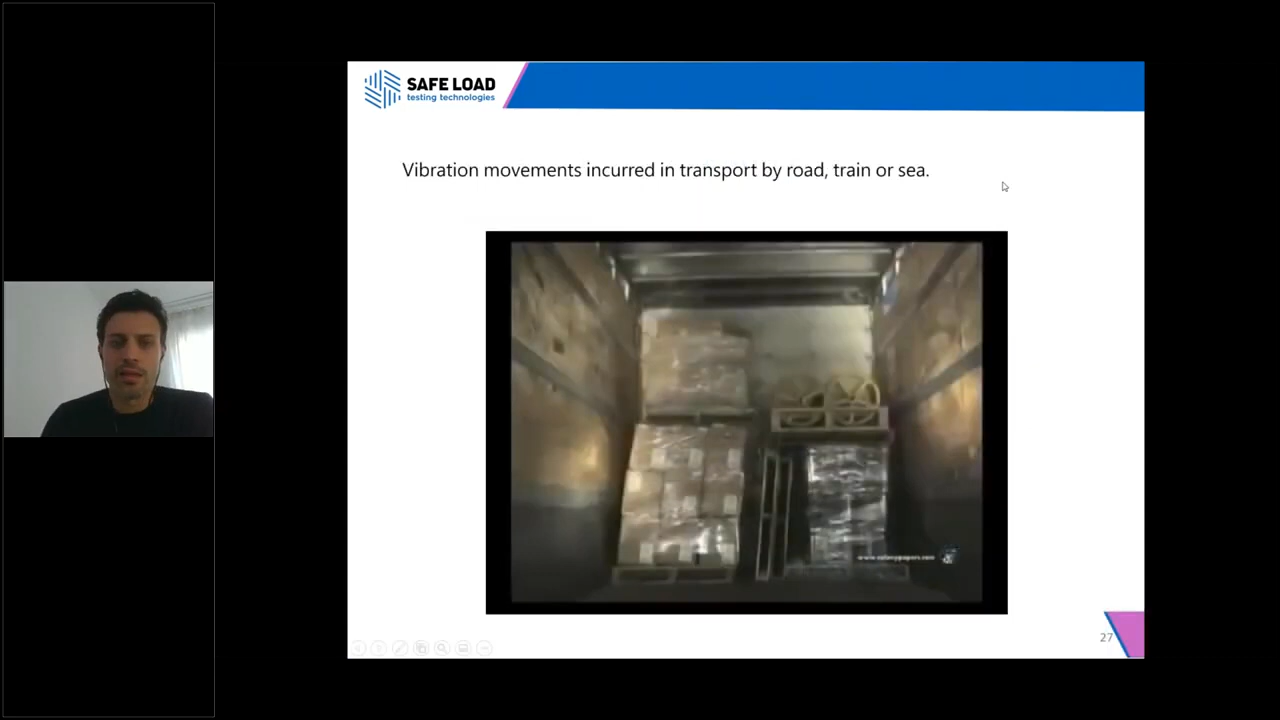 SAFE LOAD
testing technologies
Vibration movements incurred in transport by road, train or sea.
27